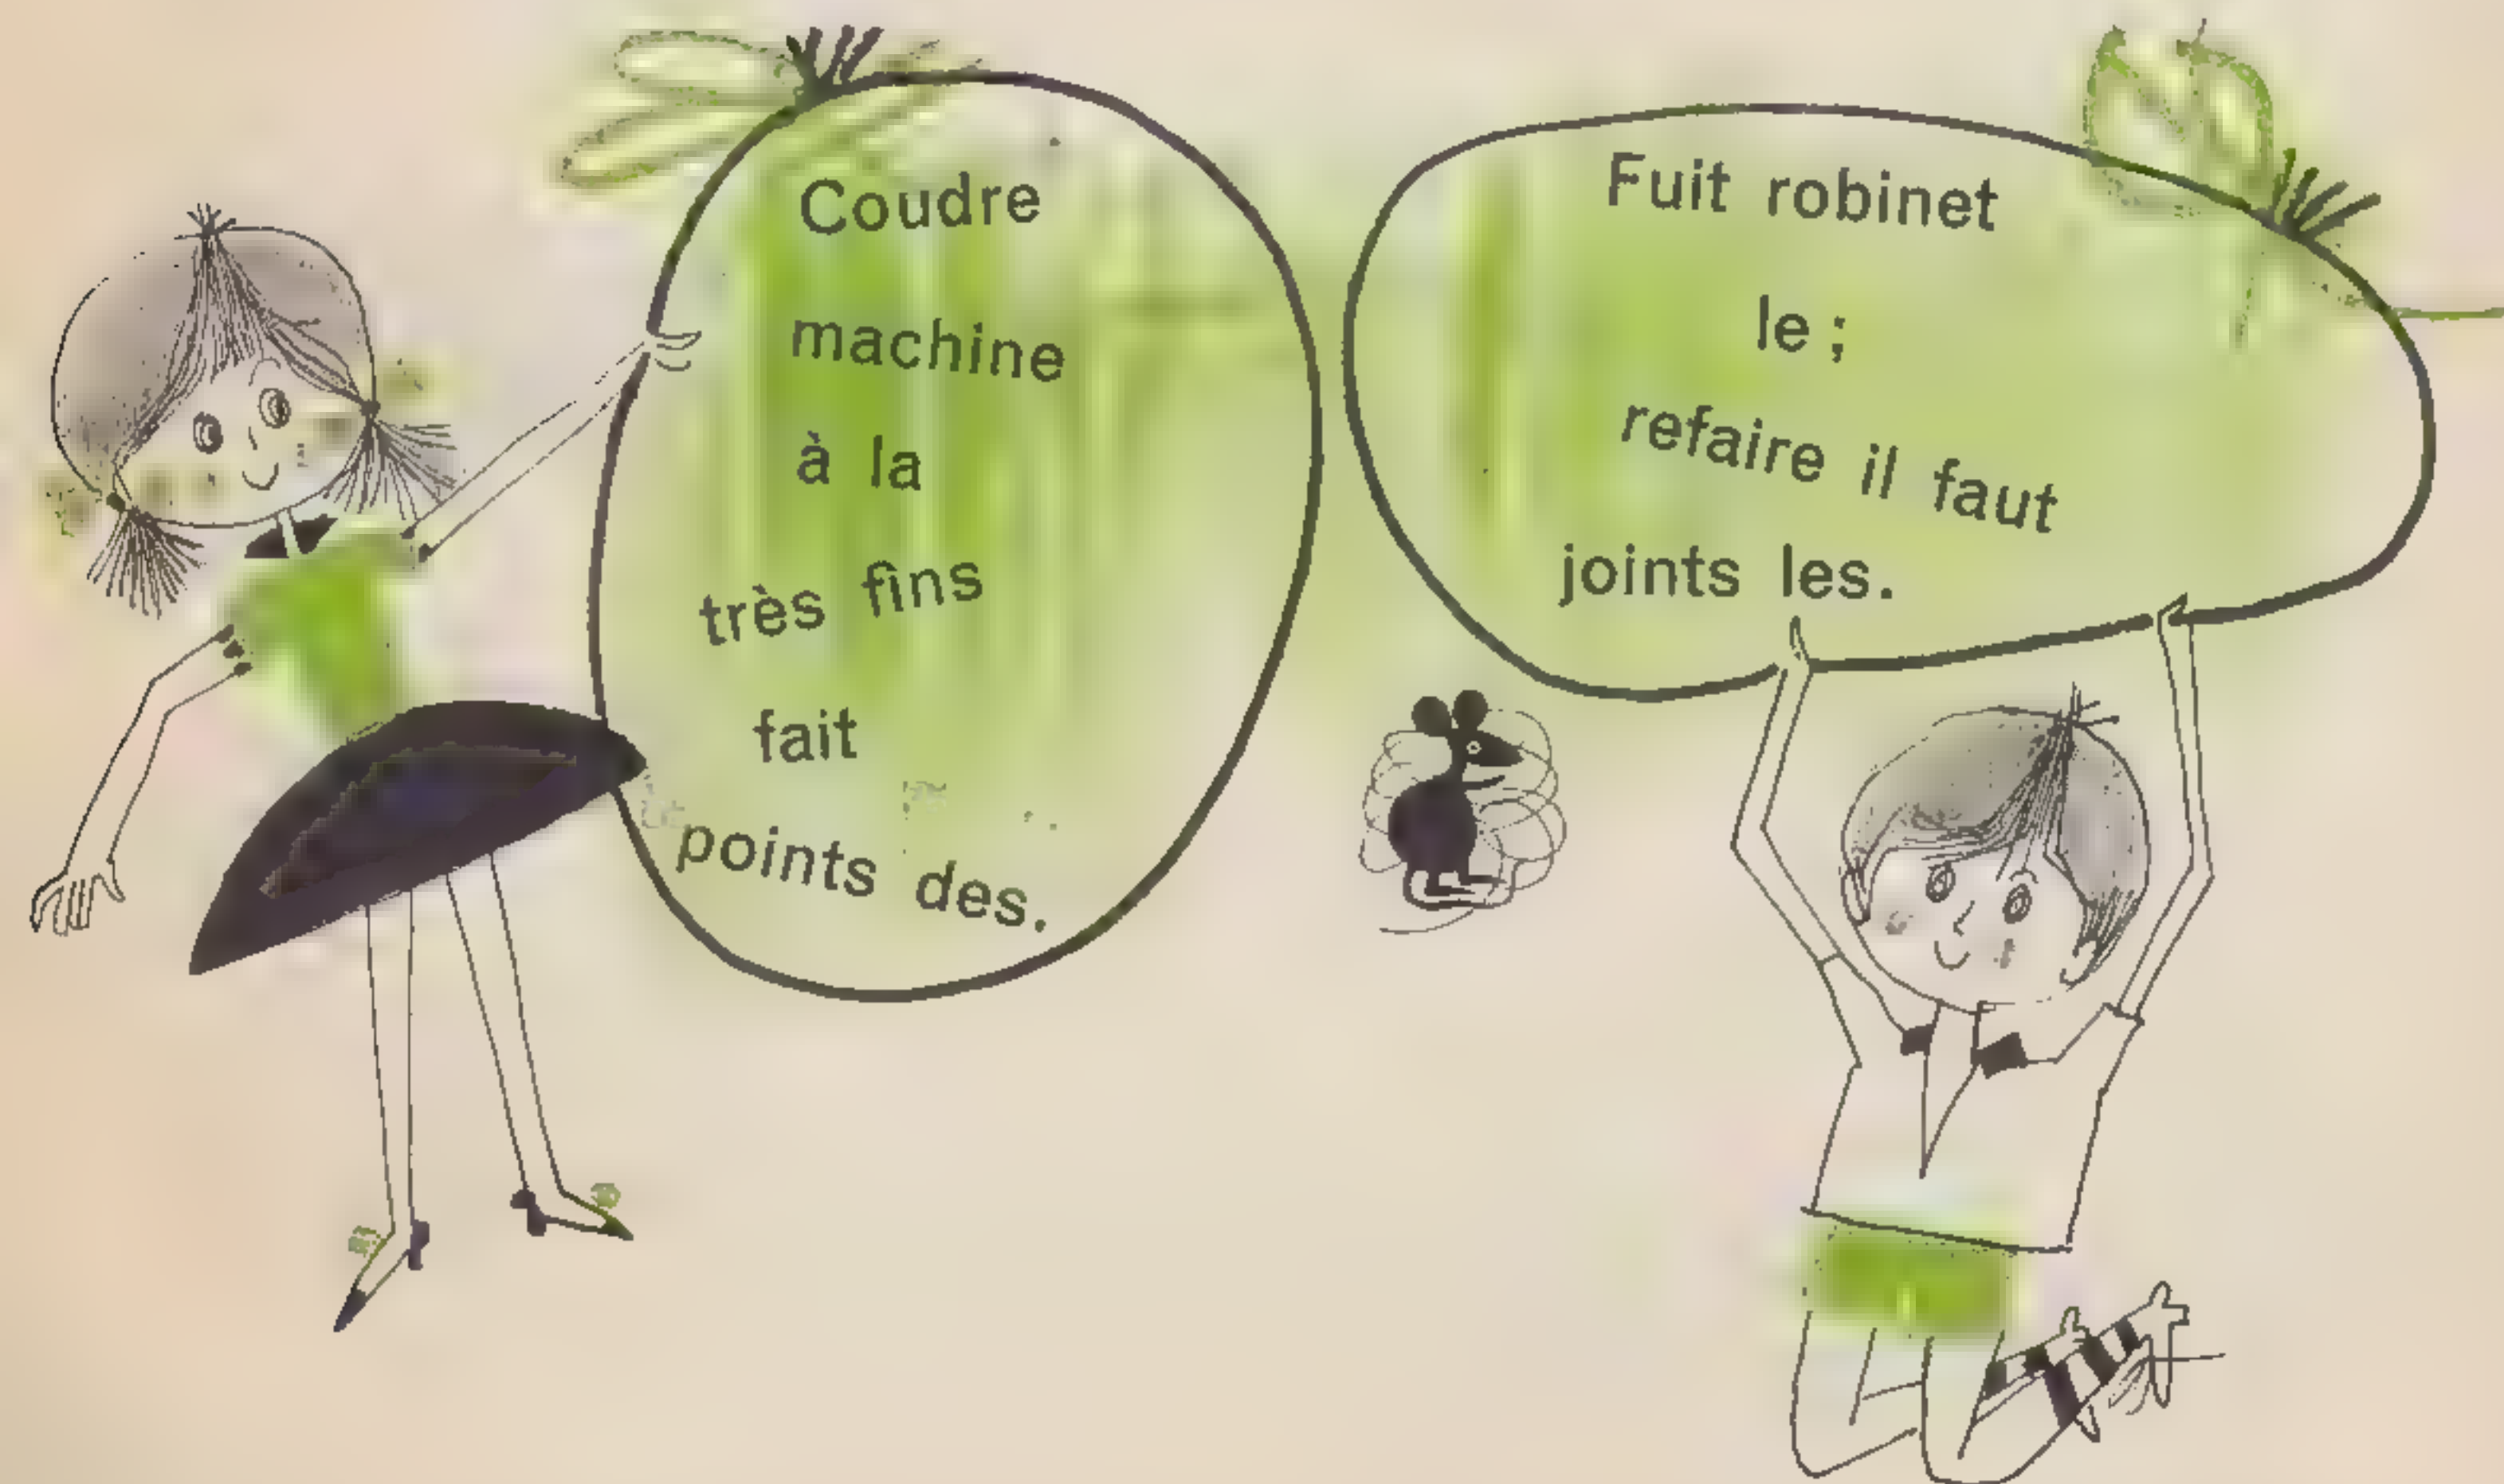 Coudre
machine
à la
très fins
fait
points des.
Fuit robinet
le ;
refaire il faut
joints les.